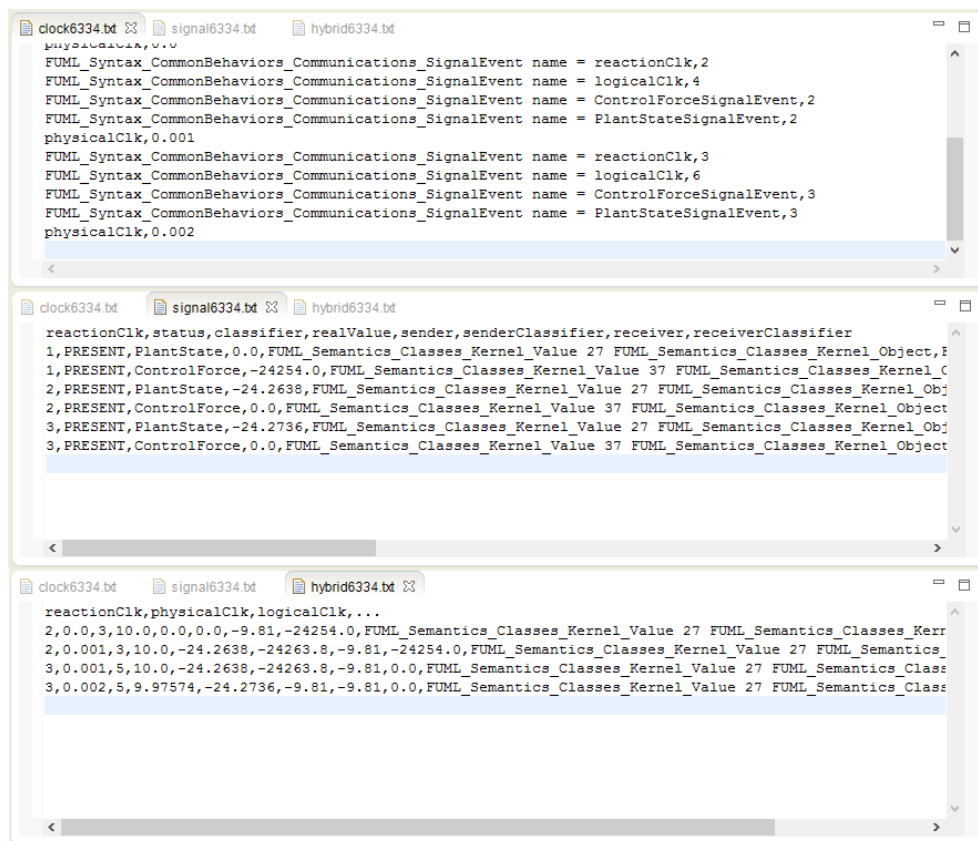 clock6334.txt signal6334.txt hybrid6334.txt
physicalClk,0.0
FUML_Syntax_CommonBehaviors_Communications_SignalEvent name = reactionClk,2
FUML_Syntax_CommonBehaviors_Communications_SignalEvent name = logicalClk,4
FUML_Syntax_CommonBehaviors_Communications_SignalEvent name = ControlForceSignalEvent,2
FUML_Syntax_CommonBehaviors_Communications_SignalEvent name = PlantStateSignalEvent,2
physicalClk,0.001
FUML_Syntax_CommonBehaviors_Communications_SignalEvent name = reactionClk,3
FUML_Syntax_CommonBehaviors_Communications_SignalEvent name = logicalClk,6
FUML_Syntax_CommonBehaviors_Communications_SignalEvent name = ControlForceSignalEvent,3
FUML_Syntax_CommonBehaviors_Communications_SignalEvent name = PlantStateSignalEvent,3
physicalClk,0.002
clock6334.txt signal6334.txt hybrid6334.txt
reactionClk,status,classifier,realValue,sender,senderClassifier,receiver,receiverClassifier
1,PRESENT,PlantState,0.0,FUML_Semantics_Classes_Kernel_Value 27 FUML_Semantics_Classes_Kernel_Object,
1,PRESENT,ControlForce,-24254.0,FUML_Semantics_Classes_Kernel_Value 37 FUML_Semantics_Classes_Kernel_
2,PRESENT,PlantState,-24.2638,FUML_Semantics_Classes_Kernel_Value 27 FUML_Semantics_Classes_Kernel_Obj
2,PRESENT,ControlForce,0.0,FUML_Semantics_Classes_Kernel_Value 37 FUML_Semantics_Classes_Kernel_Object
3,PRESENT,PlantState,-24.2736,FUML_Semantics_Classes_Kernel_Value 27 FUML_Semantics_Classes_Kernel_Obj
3,PRESENT,ControlForce,0.0,FUML_Semantics_Classes_Kernel_Value 37 FUML_Semantics_Classes_Kernel_Object
clock6334.txt signal6334.txt hybrid6334.txt
reactionClk,physicalClk,logicalClk,...
2,0.0,3,10.0,0.0,0.0,-9.81,-24254.0,FUML_Semantics_Classes_Kernel_Value 27 FUML_Semantics_Classes_Kern
2,0.001,3,10.0,-24.2638,-24263.8,-9.81,-24254.0,FUML_Semantics_Classes_Kernel_Value 27 FUML_Semantics_
3,0.001,5,10.0,-24.2638,-24263.8,-9.81,0.0,FUML_Semantics_Classes_Kernel_Value 27 FUML_Semantics_Class
3,0.002,5,9.97574,-24.2736,-9.81,-9.81,0.0,FUML_Semantics_Classes_Kernel_Value 27 FUML_Semantics_Class